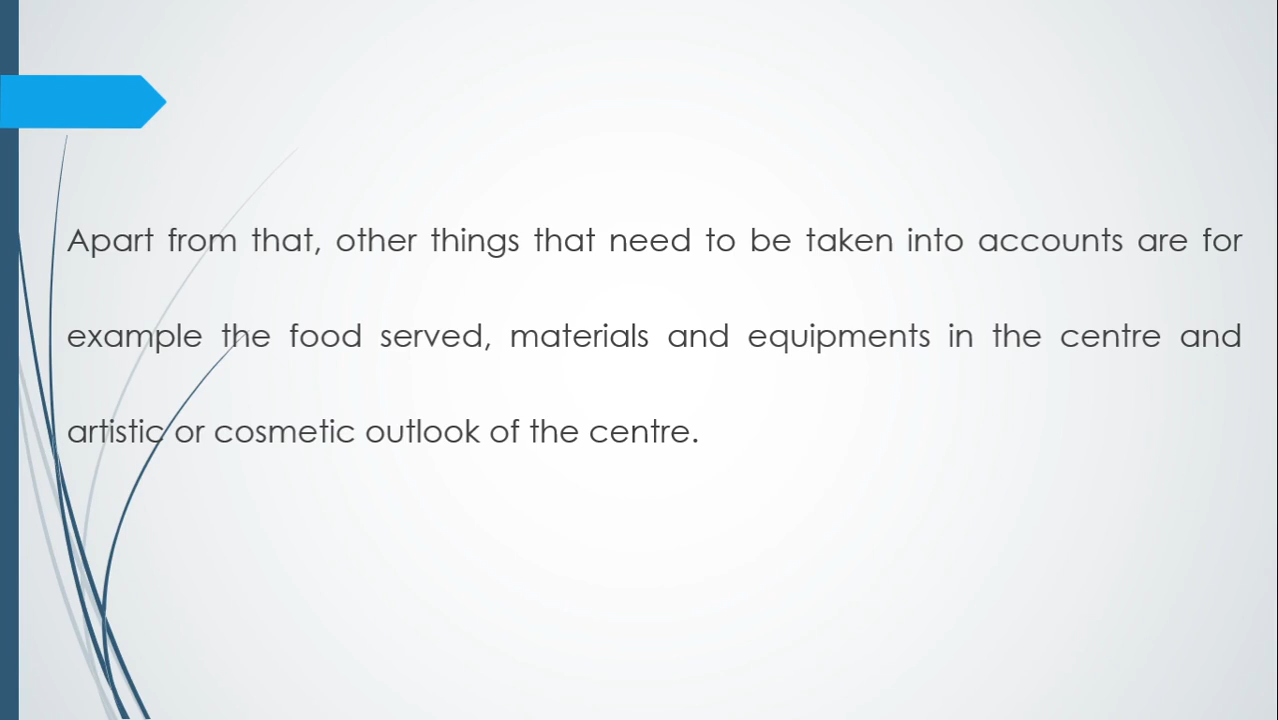 Apart from that, other things that need to be taken into accounts are for
example the food served, materials and equipments in the centre and
artistic or cosmetic outlook of the centre.